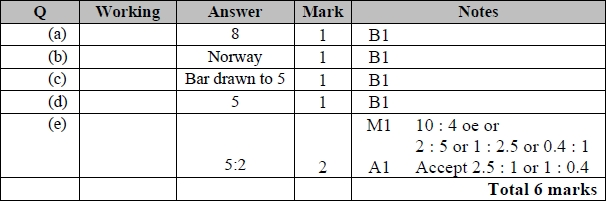 Q Working Answer Mark Notes
(a) 8 1 B1
(b) Norway 1 B1
(c) Bar drawn to 5 1 B1
(d) 5 1 B1
(e) M1 10 : 4 oe or
2 : 5 or 1 : 2.5 or 0.4 : 1
5:2 2 A1 Accept 2.5 : 1 or 1 : 0.4
Total 6 marks